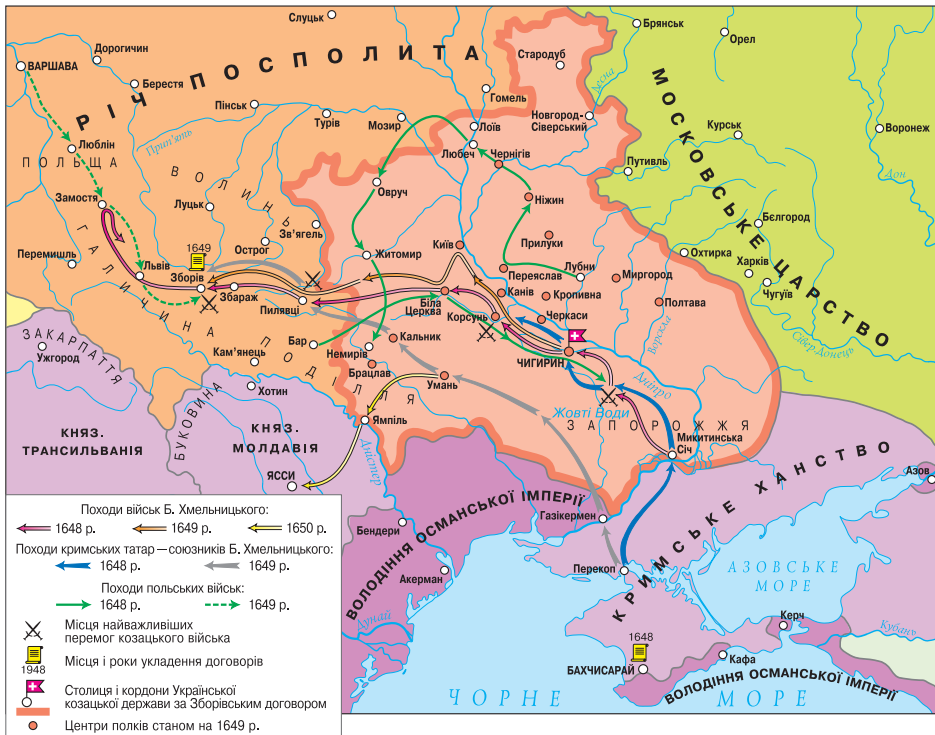 Слуцьк
Брянськ
Орел
ВАРШАВА
Дорогичин
Берестя
РІЧ ПОСПОЛИТА
Стародуб
Гомель
Десна
МОСКОВСЬКЕ ЦАРСТВО
Пінськ
Турів
Мозир
Лоїв
Новгород-
Сіверський
Курськ
Воронеж
Прип'ять
Люблін
ПОЛЬЩА
Любеч
Чернігів
Путивль
Дон
ВОЛИНЬ
Овруч
Замостя
Луцьк
Ніжин
Бєлгород
Зв'ягель
Острог
Прилуки
Київ
Охтирка
Харків
ГАЛИЧИНА
Перемишль
1649
Житомир
Львів
Зборів
Збараж
Переяслав
Лубни
Миргород
Чугуїв
Канів
Кропивна
Полтава
Пилявці
Біла
Церква
Корсунь
Черкаси
Сівер.Донець
Ворскла
ЗАКАРПАТТЯ
Ужгород
Бар
Кальник
Немирів
ЧИГИРИН
Кам'янець
ПОДІЛЛЯ
Брацлав
Умань
Дніпро
Хотин
БУКОВИНА
Жовті Води
Ямпіль
ЗАПОРОЖЖЯ
КНЯЗ.
ТРАНСИЛЬВАНІЯ
КНЯЗ.
МОЛДАВІЯ
Микитинська
Січ
Дністер
ЯССИ
КРИМСЬКЕ ХАНСТВО
Азов
ВОЛОДІННЯ ОСМАНСЬКОЇ ІМПЕРІЇ
Газікермен
Бендери
Перекоп
АЗОВСЬКЕ
МОРЕ
Акерман
Дунай
Керч
Кубань
1648
БАХЧИСАРАЙ
Кафа
ВОЛОДІННЯ ОСМАНСЬКОЇ ІМПЕРІЇ
ЧОРНЕ МОРЕ
Походи військ Б. Хмельницького:
1648 р. 1649 р. 1650 р.
Походи кримських татар — союзників Б. Хмельницького:
1648 р. 1649 р.
Походи польських військ:
1648 р. 1649 р.
Місця найважливіших
перемог козацького війська
1948
Місця і роки укладення договорів
Столиця і кордони Української
козацької держави за Зборівським договором
Центри полків станом на 1649 р.